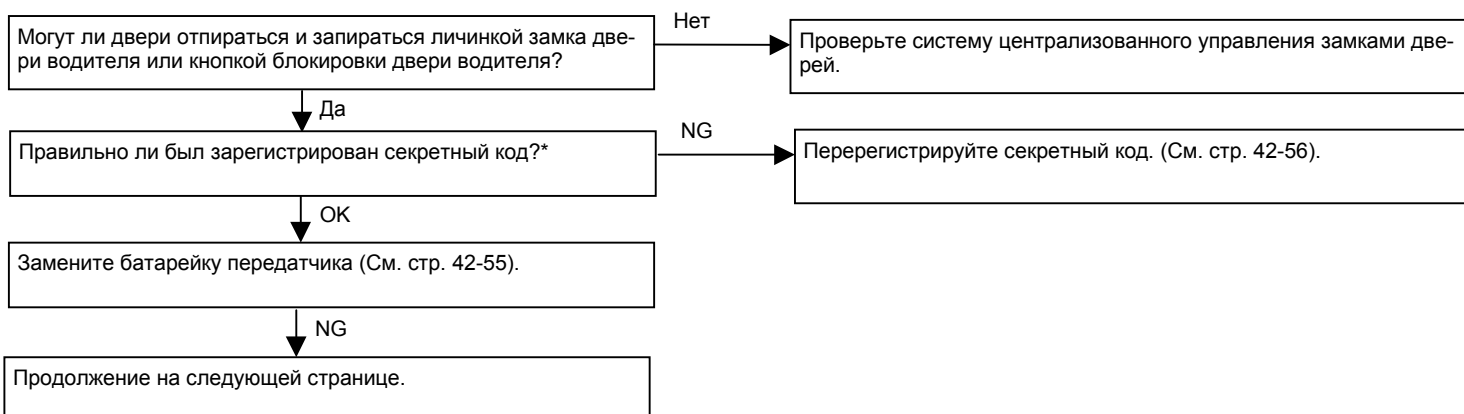 Могут ли двери отпираться и запираться личинкой замка две-
ри водителя или кнопкой блокировки двери водителя?
Нет
Проверьте систему централизованного управления замками две-
рей.
Да
Правильно ли был зарегистрирован секретный код?*
NG
Перерегистрируйте секретный код. (См. стр. 42-56).
OK
Замените батарейку передатчика (См. стр. 42-55).
NG
Продолжение на следующей странице.